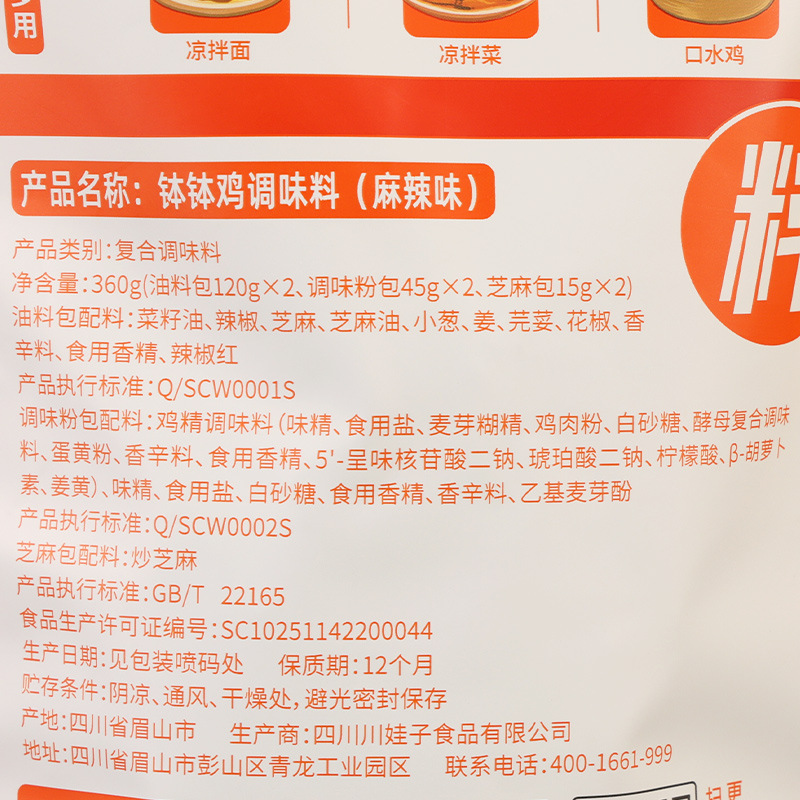 用
凉拌面 凉拌菜 口水鸡
料
产品名称：钵钵鸡调味料（麻辣味）
产品类别：复合调味料
净含量：360g(油料包120g×2、调味粉包45g×2、芝麻包15g×2)
油料包配料：菜籽油、辣椒、芝麻、芝麻油、小葱、姜、芫荽、花椒、香
辛料、食用香精、辣椒红
产品执行标准：Q/SCW0001S
调味粉包配料：鸡精调味料（味精、食用盐、麦芽糊精、鸡肉粉、白砂糖、酵母复合调味
料、蛋黄粉、香辛料、食用香精、5'-呈味核苷酸二钠、琥珀酸二钠、柠檬酸、β-胡萝卜
素、姜黄）、味精、食用盐、白砂糖、食用香精、香辛料、乙基麦芽酚
产品执行标准：Q/SCW0002S
芝麻包配料：炒芝麻
产品执行标准：GB/T 22165
食品生产许可证编号：SC10251142200044
生产日期：见包装喷码处 保质期：12个月
贮存条件：阴凉、通风、干燥处，避光密封保存
产地：四川省眉山市 生产商：四川川娃子食品有限公司
地址：四川省眉山市彭山区青龙工业园区 联系电话：400-1661-999
扫更